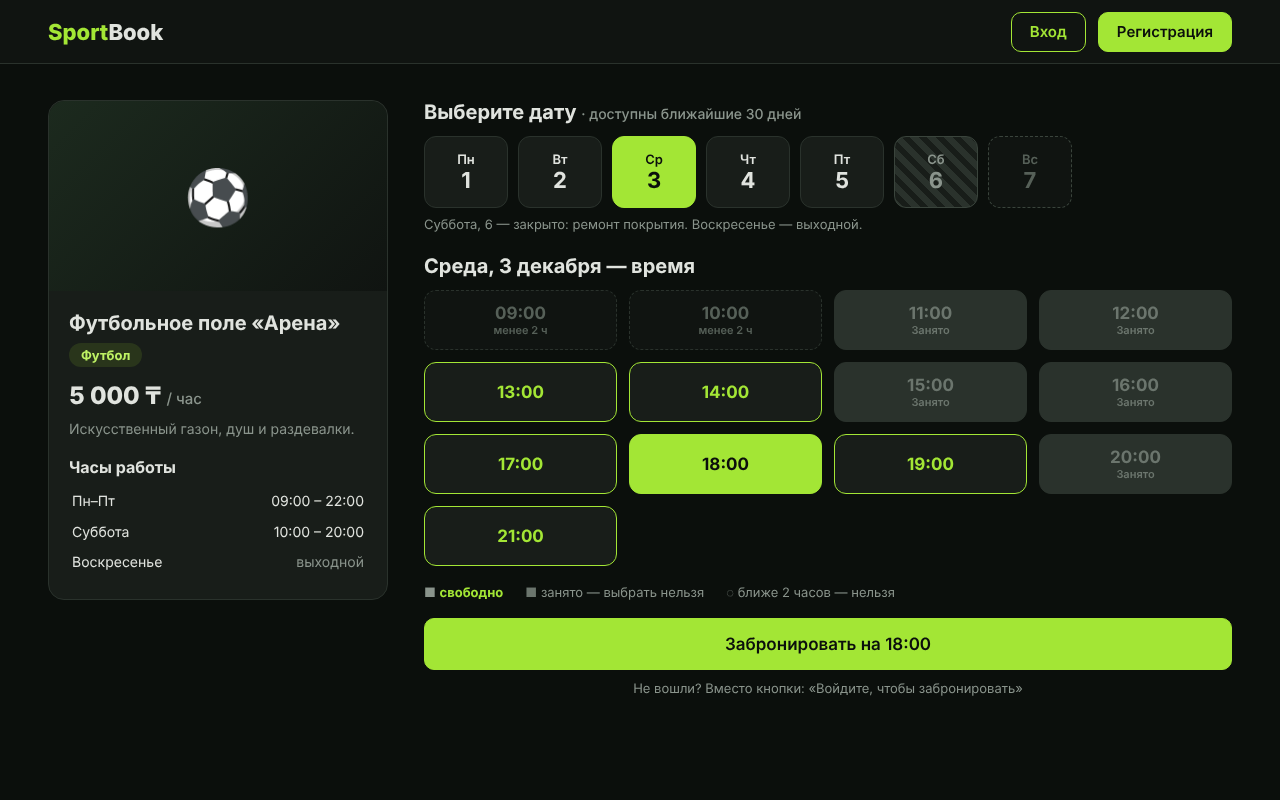 SportBook
Вход
Регистрация
Футбольное поле «Арена»
Футбол
5 000 ₸ / час
Искусственный газон, душ и раздевалки.
Часы работы
Пн–Пт 09:00 – 22:00
Суббота 10:00 – 20:00
Воскресенье выходной
Выберите дату · доступны ближайшие 30 дней
Пн Вт Ср Чт Пт Сб Вс
1 2 3 4 5 6 7
Суббота, 6 — закрыто: ремонт покрытия. Воскресенье — выходной.
Среда, 3 декабря — время
09:00 10:00 11:00 12:00
менее 2 ч менее 2 ч Занято Занято
13:00 14:00 15:00 16:00
Занято Занято
17:00 18:00 19:00 20:00
Занято
21:00
■ свободно ■ занято — выбрать нельзя ○ ближе 2 часов — нельзя
Забронировать на 18:00
Не вошли? Вместо кнопки: «Войдите, чтобы забронировать»